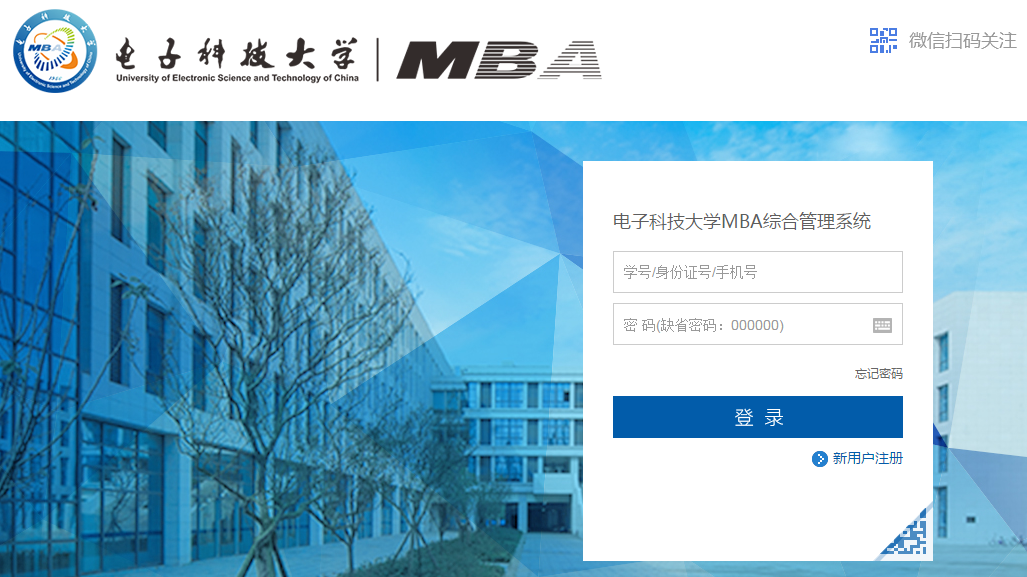 MBA
1956
电子科技大学
University of Electronic Science and Technology of China
MBA
微信扫码关注
电子科技大学MBA综合管理系统
学号/身份证号/手机号
密 码(缺省密码：000000)
忘记密码
登 录
新用户注册